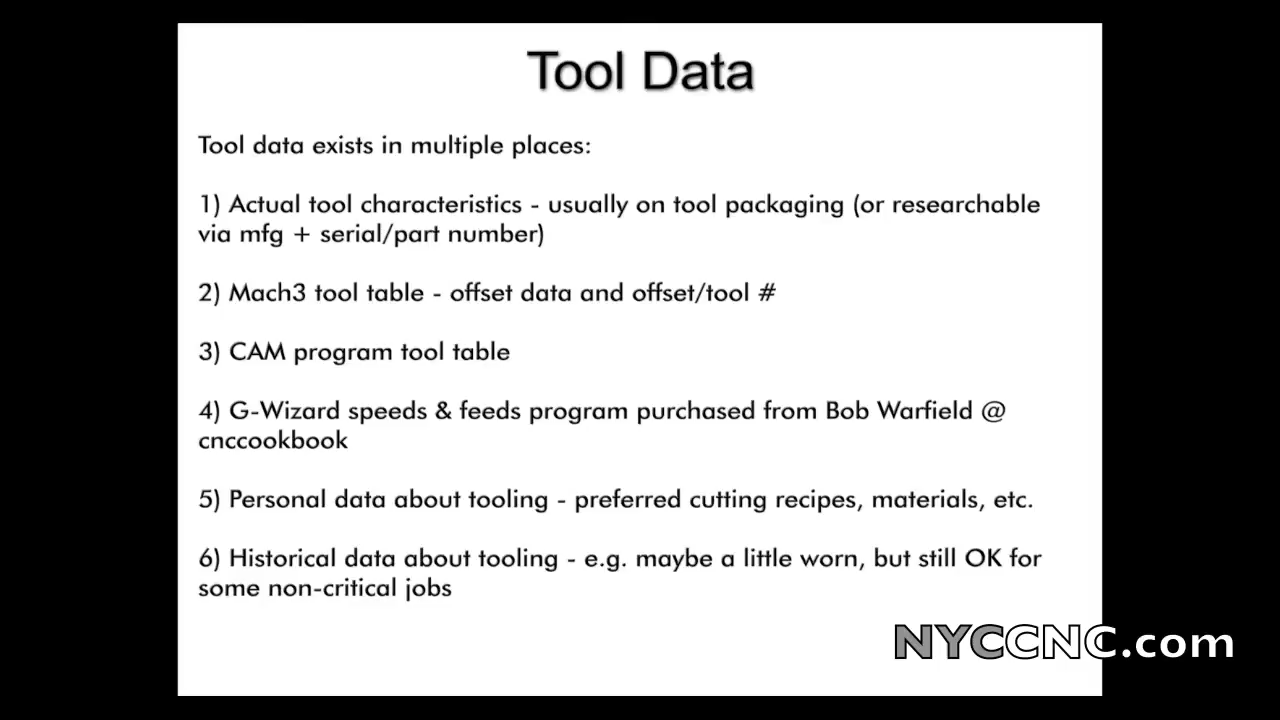 Tool Data
Tool data exists in multiple places:
1) Actual tool characteristics - usually on tool packaging (or researchable
via mfg + serial/part number)
2) Mach3 tool table - offset data and offset/tool #
3) CAM program tool table
4) G-Wizard speeds & feeds program purchased from Bob Warfield @
cnccookbook
5) Personal data about tooling - preferred cutting recipes, materials, etc.
6) Historical data about tooling - e.g. maybe a little worn, but still OK for
some non-critical jobs
NYCCNC.com